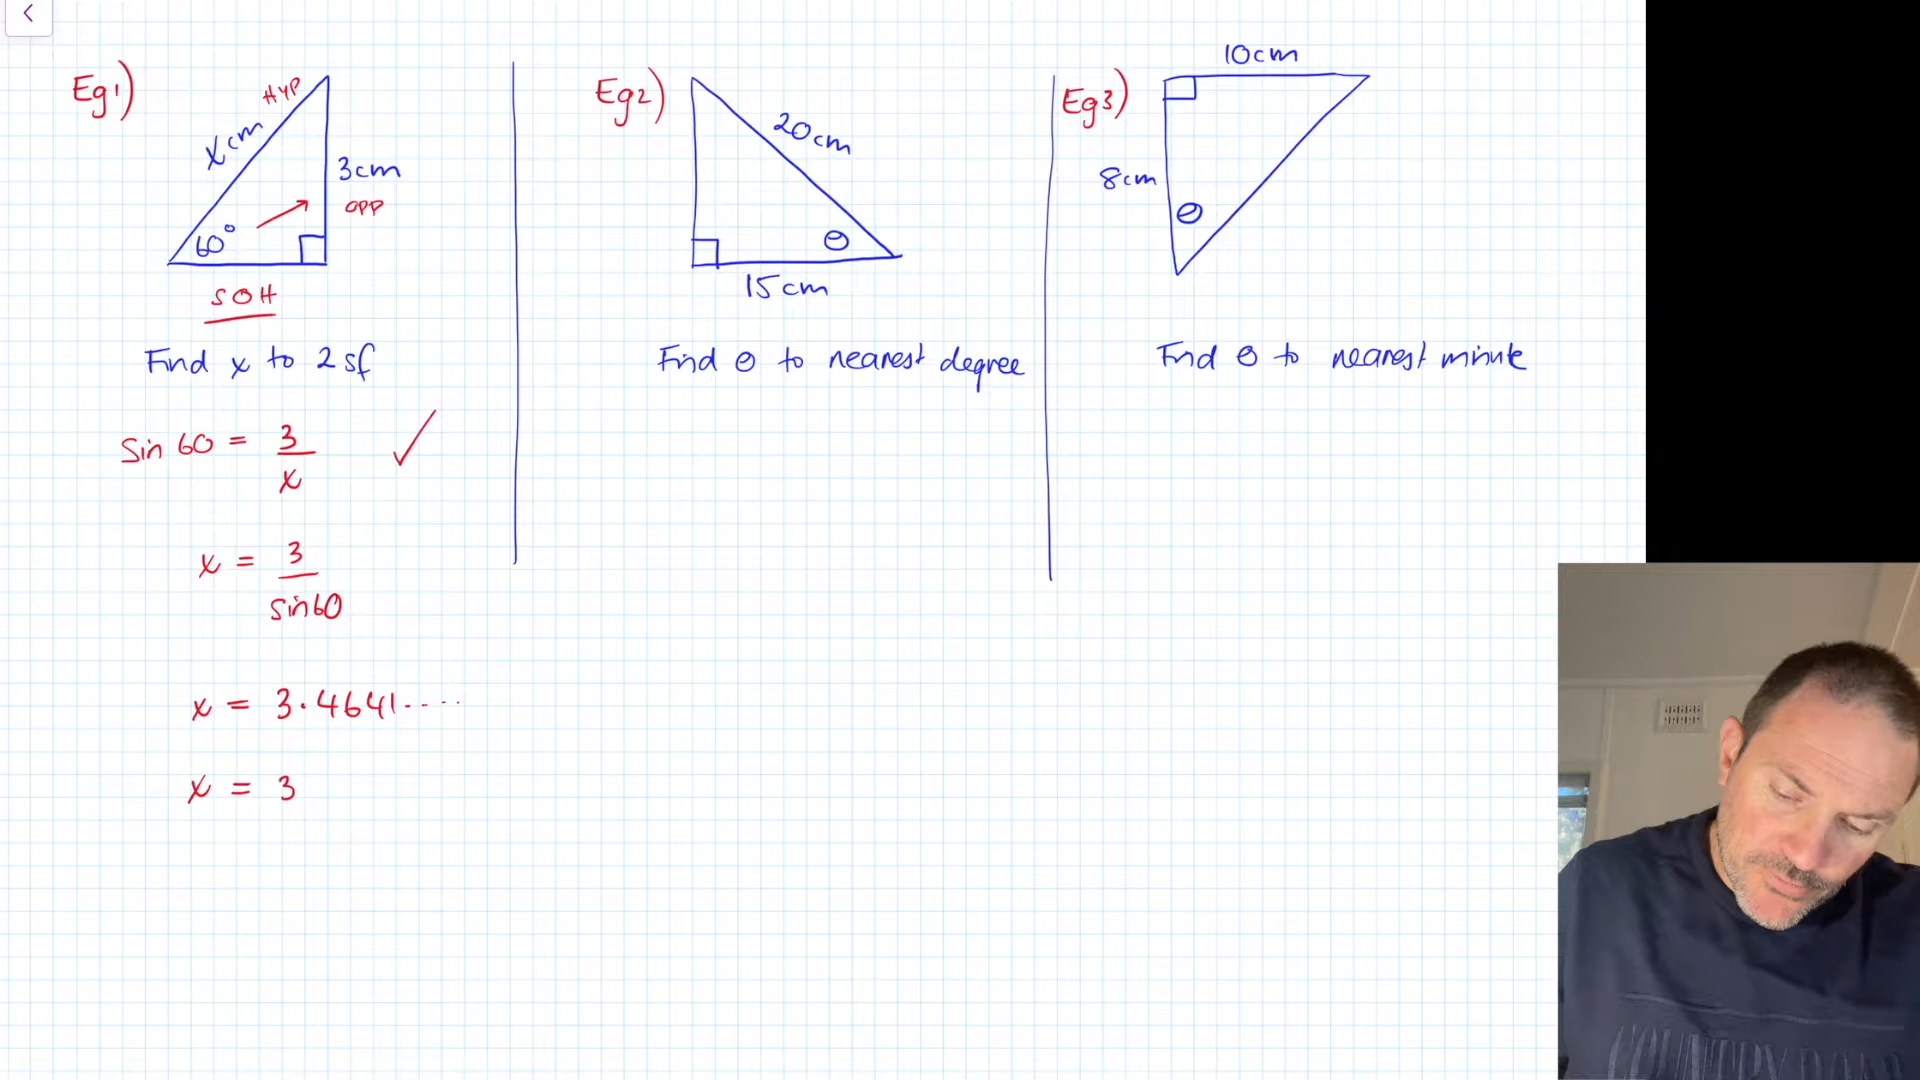 Eg1)
HYP
x cm
3cm
OPP
60°
SOH
Find x to 2 sf
Sin 60 = 3/x
x = 3/sin60
x = 3.4641.....
x = 3
Eg2)
20cm
θ
15cm
Find θ to nearest degree
Eg3)
10cm
8cm
θ
Find θ to nearest minute